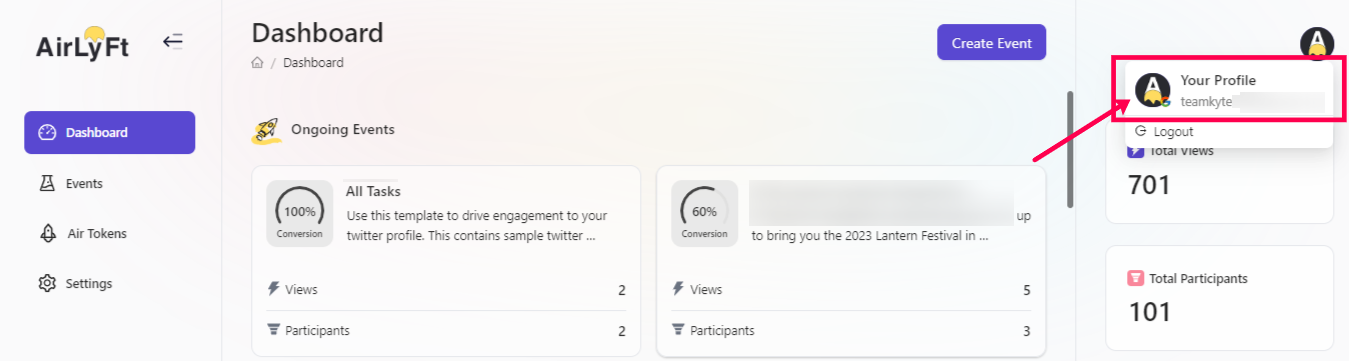 AirLyFt
Dashboard
/ Dashboard
Create Event
Dashboard
Events
Air Tokens
Settings
Ongoing Events
100%
Conversion
All Tasks
Use this template to drive engagement to your
twitter profile. This contains sample twitter ...
Views 2
Participants 2
60%
Conversion
up
to bring you the 2023 Lantern Festival in ...
Views 5
Participants 3
Your Profile
teamkyte
Logout
Total Views
701
Total Participants
101